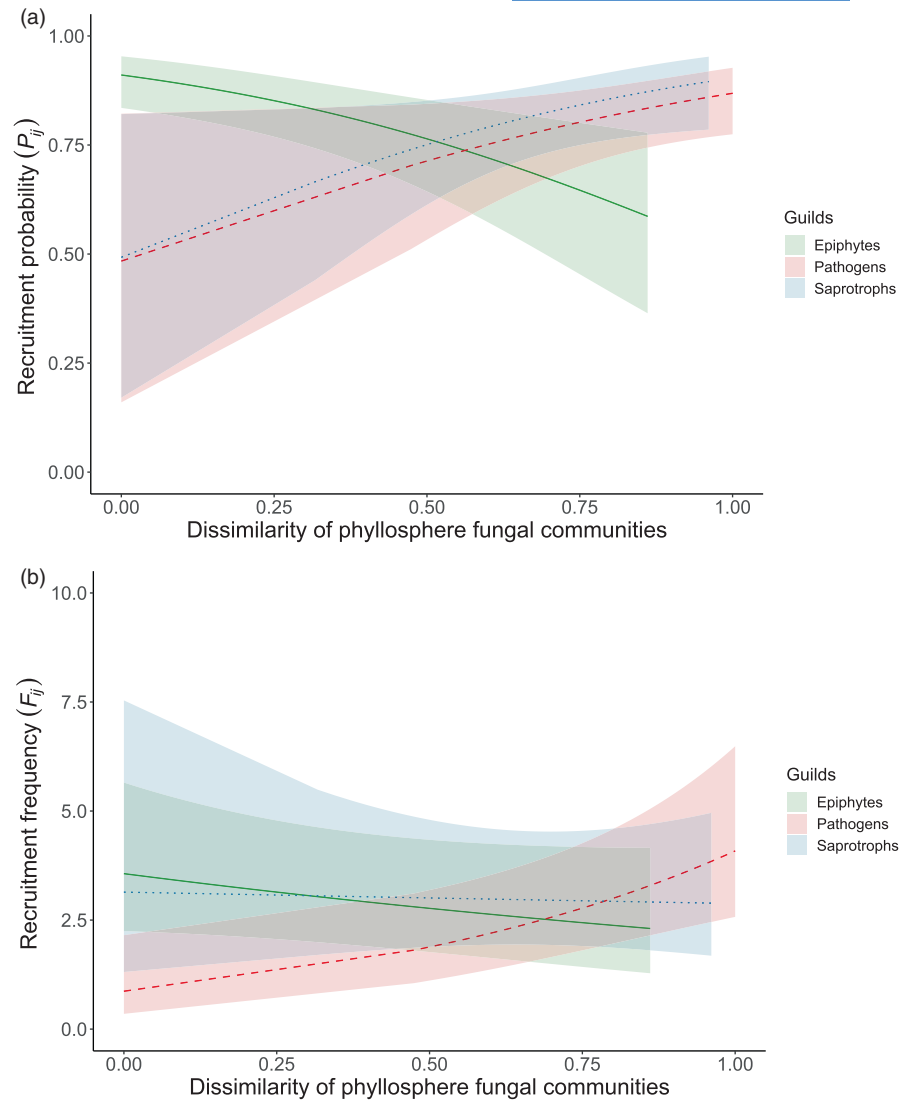 (a)
Recruitment probability (Pij)
1.00
0.75
0.50
0.25
0.00
0.00 0.25 0.50 0.75 1.00
Dissimilarity of phyllosphere fungal communities
Guilds
Epiphytes
Pathogens
Saprotrophs
(b)
Recruitment frequency (Fij)
10.0
7.5
5.0
2.5
0.0
0.00 0.25 0.50 0.75 1.00
Dissimilarity of phyllosphere fungal communities
Guilds
Epiphytes
Pathogens
Saprotrophs